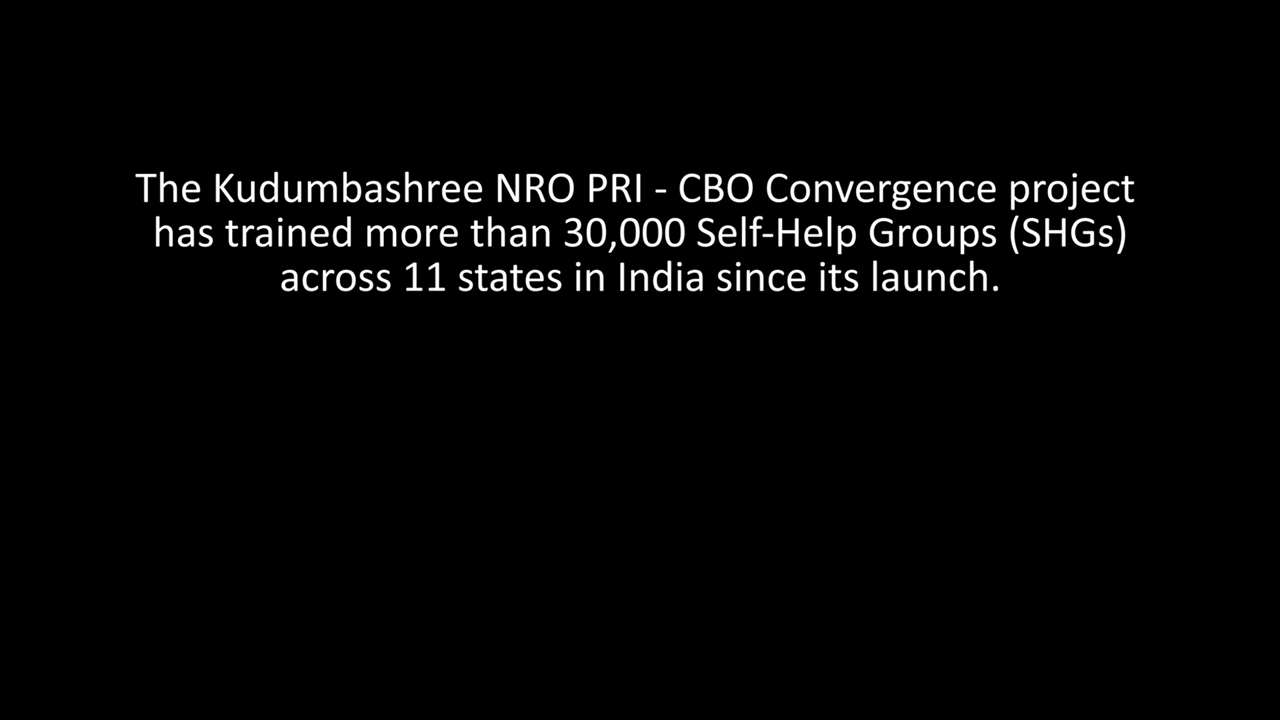 The Kudumbashree NRO PRI - CBO Convergence project
has trained more than 30,000 Self-Help Groups (SHGs)
across 11 states in India since its launch.